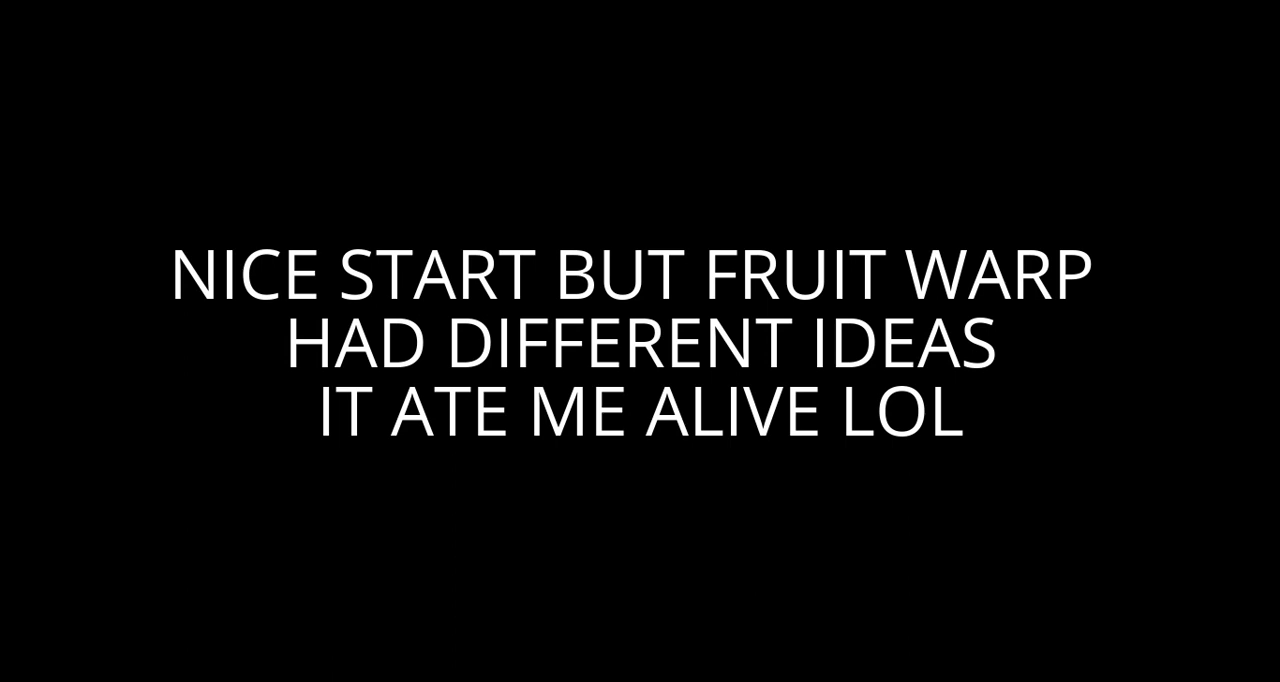 NICE START BUT FRUIT WARP
HAD DIFFERENT IDEAS
IT ATE ME ALIVE LOL